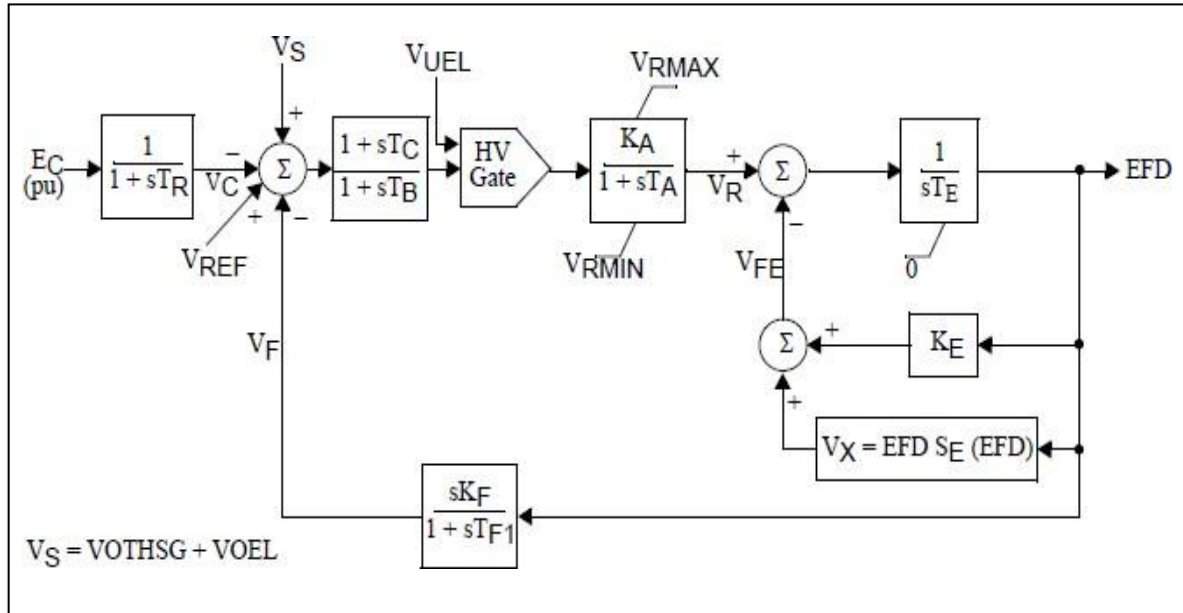 VS
VUEL
VRMAX
EC
(pu)
1
1 + sTR
−
VC
+
Σ
+
−
VREF
1 + sTC
1 + sTB
HV
Gate
KA
1 + sTA
VRMIN
+
VR
Σ
−
VFE
1
sTE
0
EFD
VF
Σ
+
KE
+
VX = EFD SE (EFD)
sKF
1 + sTF1
VS = VOTHSG + VOEL